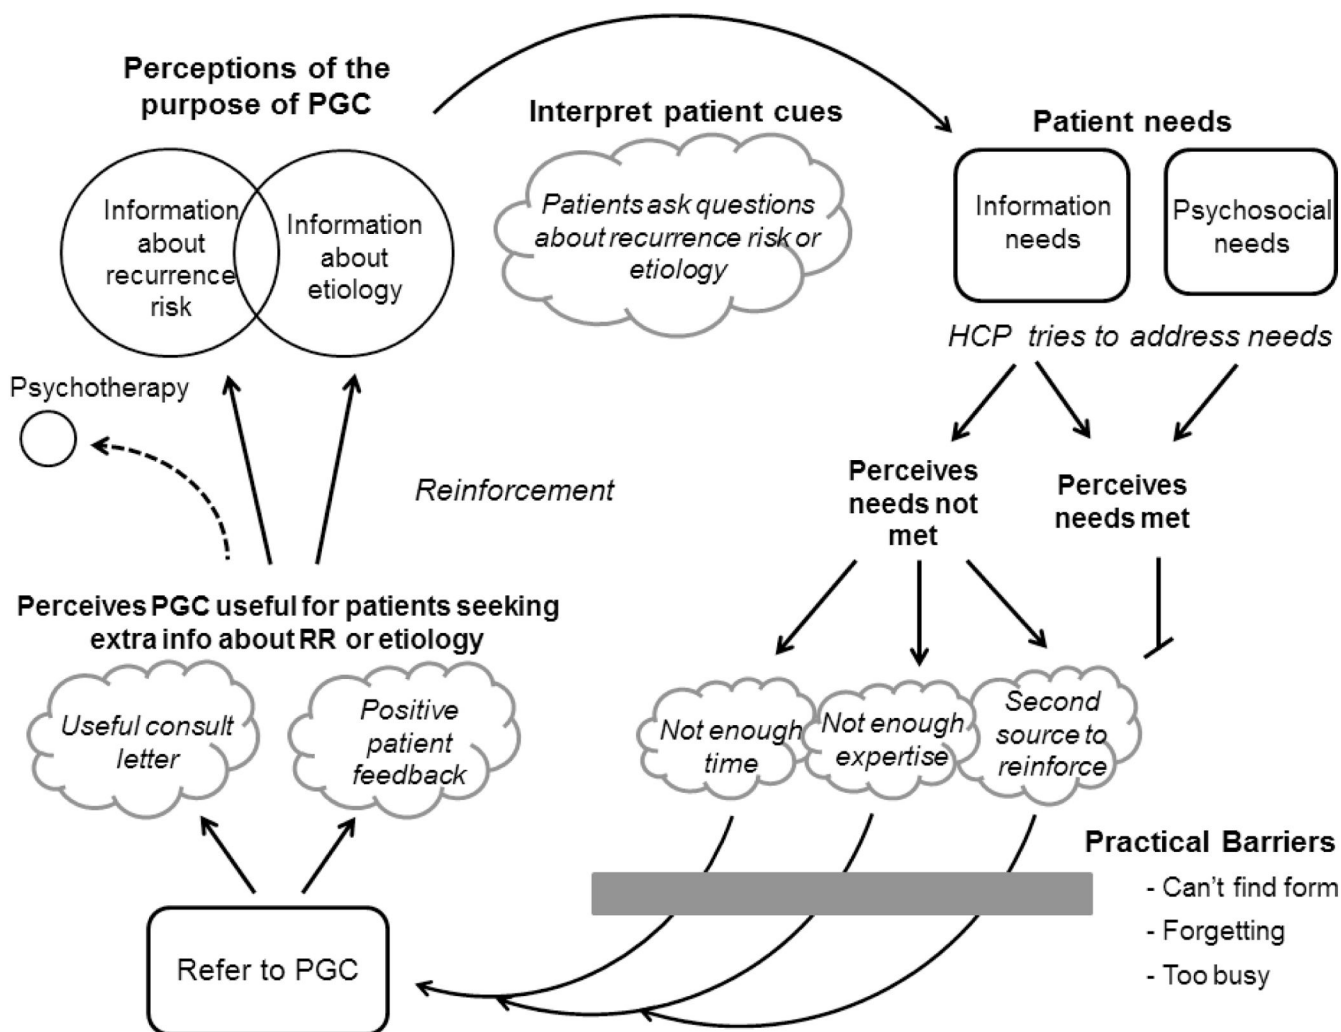 Perceptions of the
purpose of PGC
Information
about
recurrence
risk
Information
about
etiology
Interpret patient cues
Patients ask questions
about recurrence risk or
etiology
Patient needs
Information
needs
Psychosocial
needs
HCP tries to address needs
Perceives
needs not
met
Perceives
needs met
Psychotherapy
Reinforcement
Perceives PGC useful for patients seeking
extra info about RR or etiology
Useful consult
letter
Positive
patient
feedback
Not enough
time
Not enough
expertise
Second
source to
reinforce
Practical Barriers
- Can't find form
- Forgetting
- Too busy
Refer to PGC